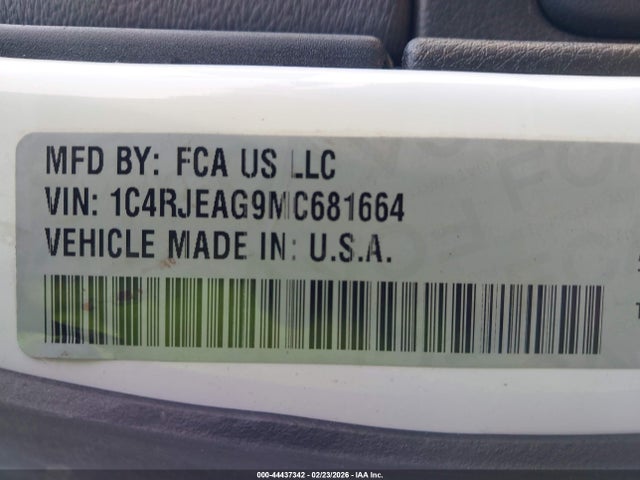 MFD BY: FCA US LLC
VIN: 1C4RJEAG9MC681664
VEHICLE MADE IN: U.S.A.
000-44437342 - 02/23/2026 - IAA Inc.